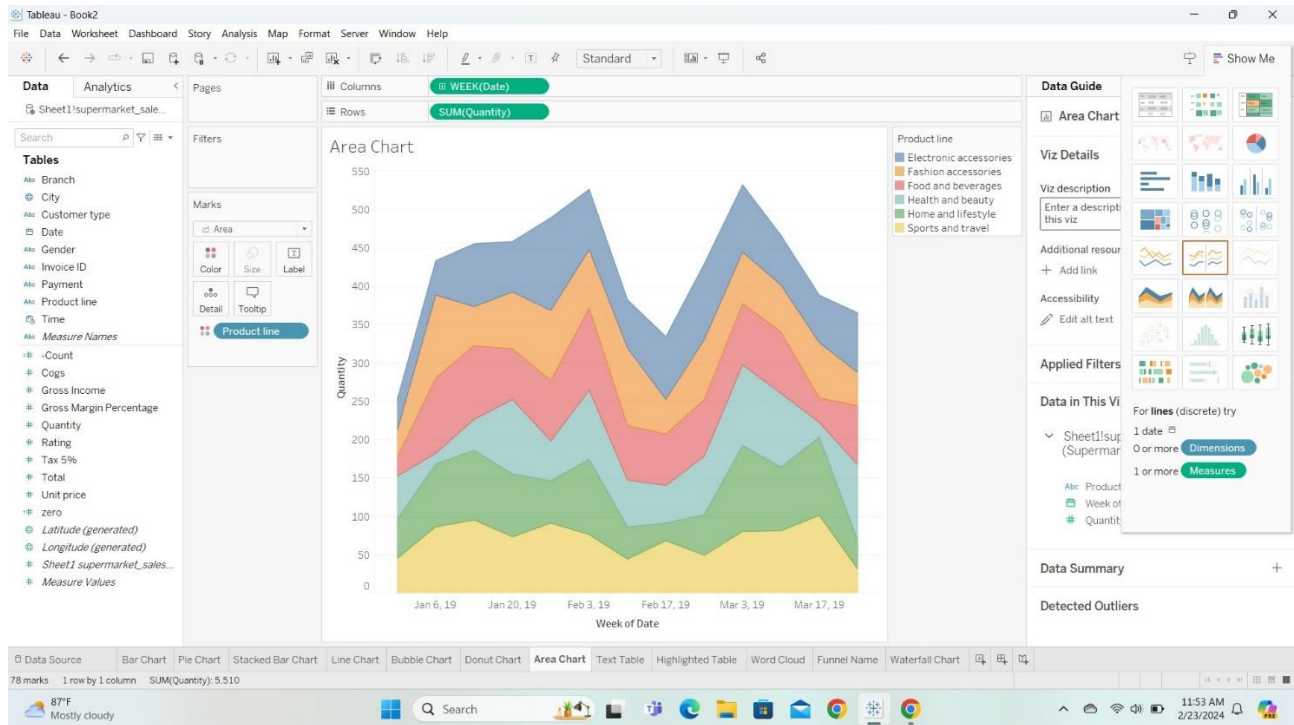 Tableau - Book2
File Data Worksheet Dashboard Story Analysis Map Format Server Window Help
Standard
Show Me
Data Analytics
Sheet1!supermarket_sale...
Search
Tables
Abc Branch
City
Abc Customer type
Date
Abc Gender
Abc Invoice ID
Abc Payment
Abc Product line
Time
Abc Measure Names
=# -Count
# Cogs
# Gross Income
# Gross Margin Percentage
# Quantity
# Rating
# Tax 5%
# Total
# Unit price
=# zero
Latitude (generated)
Longitude (generated)
# Sheet1 supermarket_sales...
# Measure Values
Pages
Filters
Marks
Area
Color Size Label
Detail Tooltip
Product line
Columns WEEK(Date)
Rows SUM(Quantity)
Area Chart
550
500
450
400
350
300
250
200
150
100
50
0
Quantity
Jan 6, 19 Jan 20, 19 Feb 3, 19 Feb 17, 19 Mar 3, 19 Mar 17, 19
Week of Date
Product line
Electronic accessories
Fashion accessories
Food and beverages
Health and beauty
Home and lifestyle
Sports and travel
Data Guide
Area Chart
Viz Details
Viz description
Enter a descripti
this viz
Additional resour
+ Add link
Accessibility
Edit alt text
Applied Filters
Data in This Vi
Sheet1!sup
(Supermar
Abc Product
Week of
# Quantit
Data Summary +
Detected Outliers
For lines (discrete) try
1 date
0 or more Dimensions
1 or more Measures
Data Source Bar Chart Pie Chart Stacked Bar Chart Line Chart Bubble Chart Donut Chart Area Chart Text Table Highlighted Table Word Cloud Funnel Name Waterfall Chart
78 marks 1 row by 1 column SUM(Quantity): 5,510
87°F
Mostly cloudy
Search
11:53 AM
2/23/2024
PRE